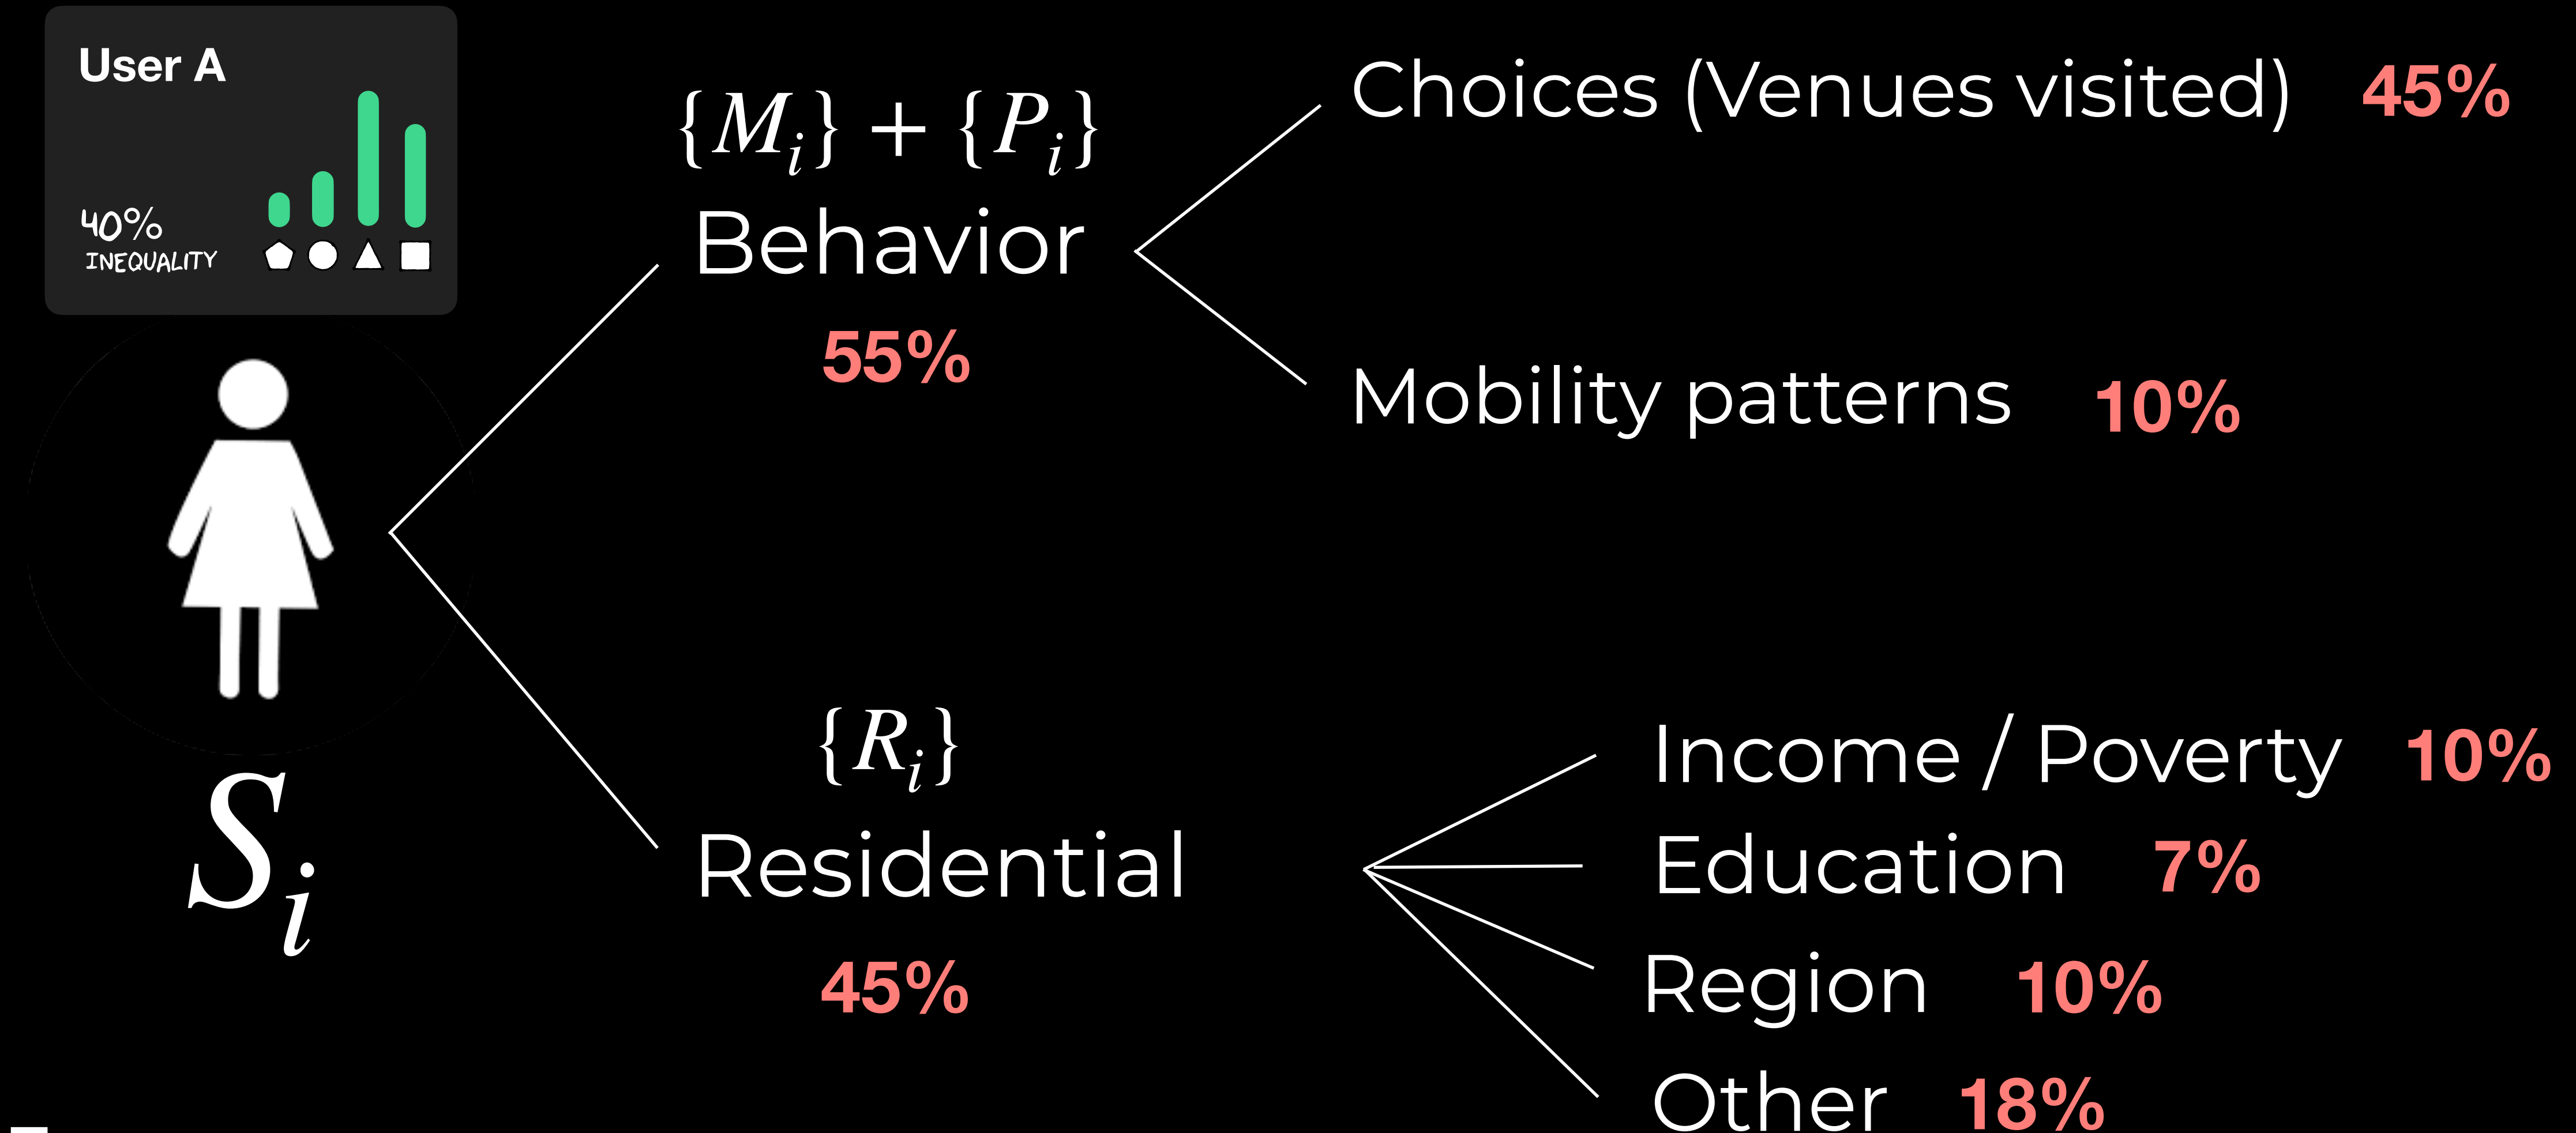 User A
40%
INEQUALITY
{M_i} + {P_i}
Behavior
55%
Choices (Venues visited) 45%
Mobility patterns 10%
S_i
{R_i}
Residential
45%
Income / Poverty 10%
Education 7%
Region 10%
Other 18%